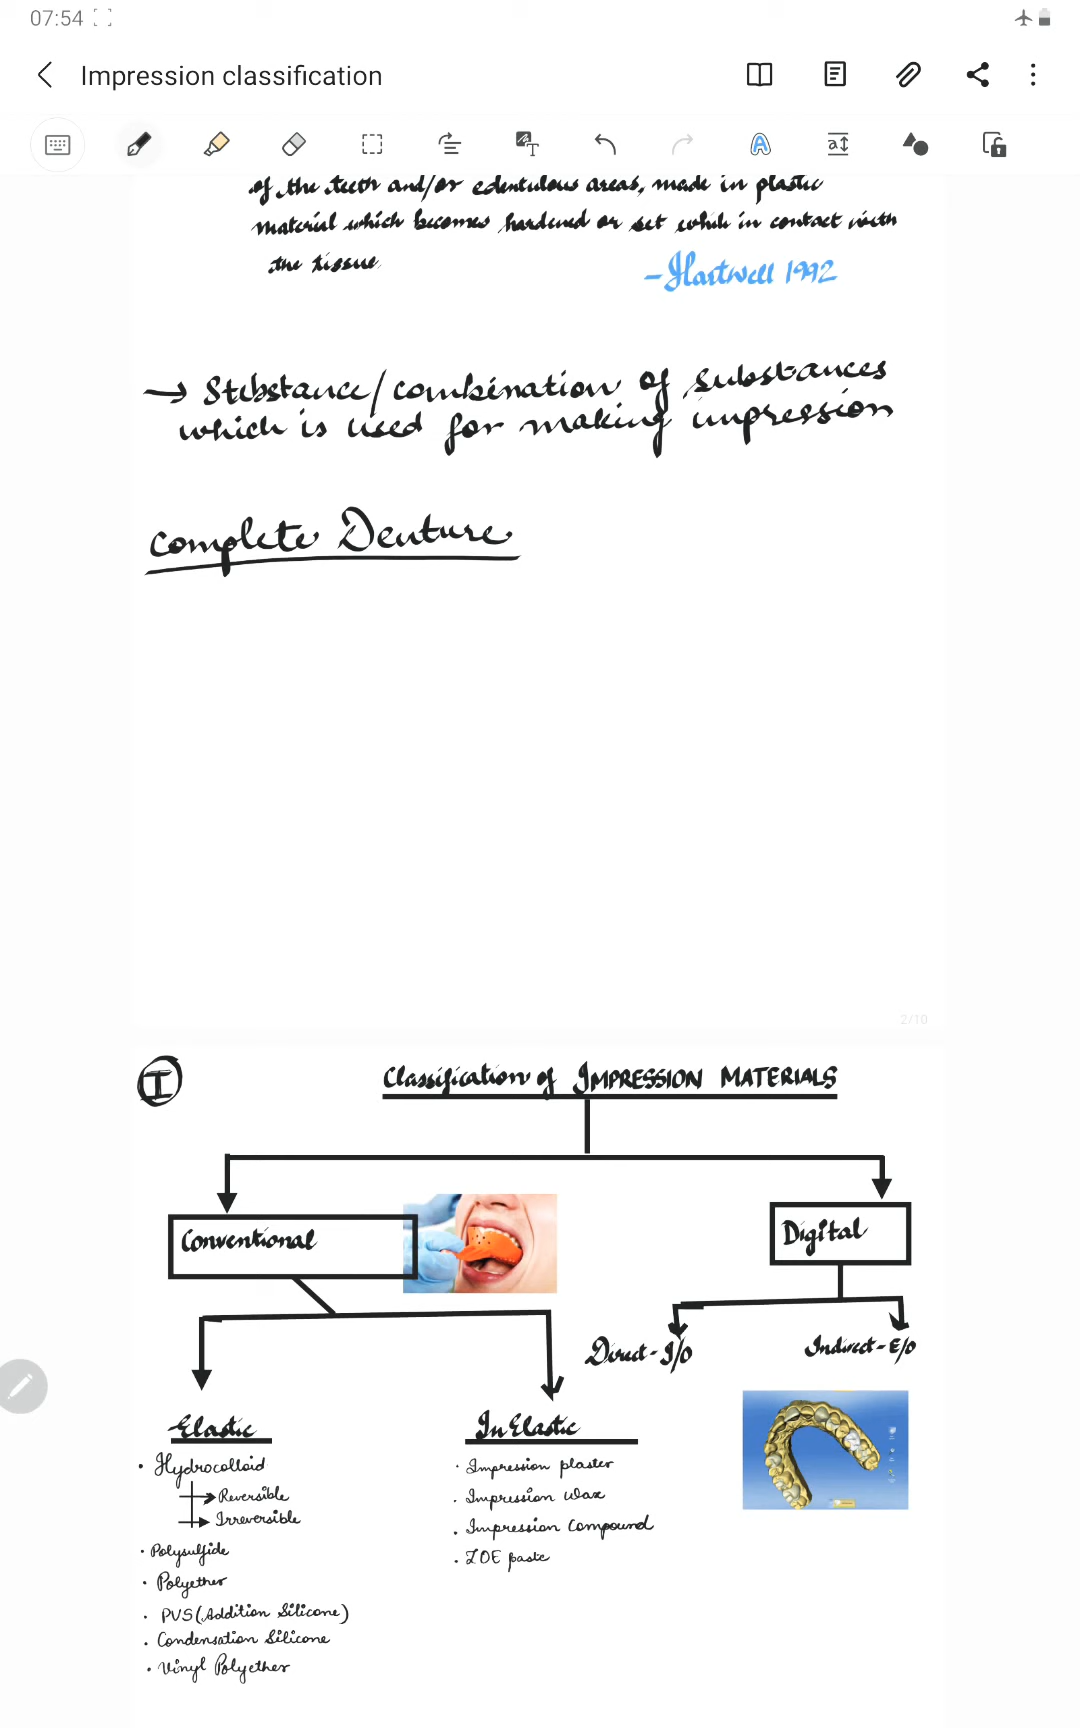 07:54
Impression classification
of the teeth and/or edentulous areas, made in plastic
material which becomes hardened or set while in contact with
the tissue
- Hartwell 1992
→ Substance/combination of substances
which is used for making impression
Complete Denture
2/10
I
Classification of IMPRESSION MATERIALS
Conventional
Digital
Direct - I/O
Indirect - E/O
Elastic
InElastic
• Hydrocolloid
→ Reversible
→ Irreversible
• Polysulfide
• Polyether
• PVS (Addition Silicone)
• Condensation Silicone
• Vinyl Polyether
• Impression plaster
• Impression wax
• Impression Compound
• ZOE paste